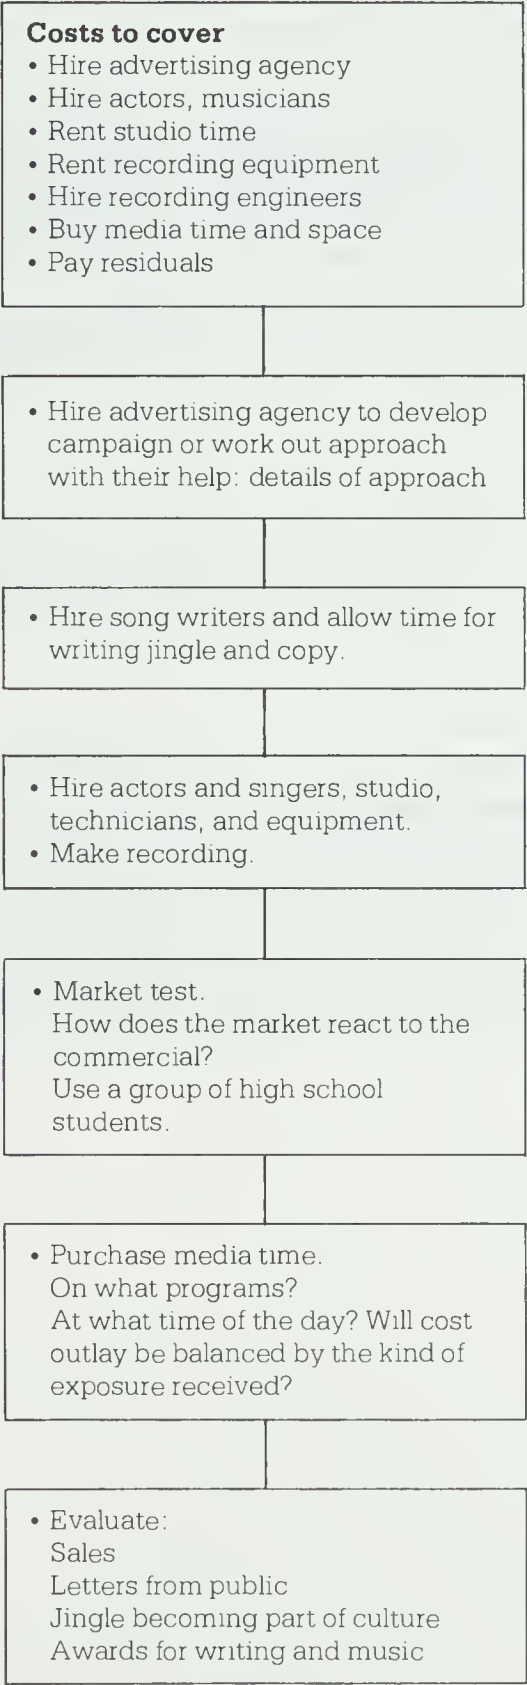 Costs to cover
• Hire advertising agency
• Hire actors, musicians
• Rent studio time
• Rent recording equipment
• Hire recording engineers
• Buy media time and space
• Pay residuals
• Hire advertising agency to develop
campaign or work out approach
with their help: details of approach
• Hire song writers and allow time for
writing jingle and copy.
• Hire actors and singers, studio,
technicians, and equipment.
• Make recording.
• Market test.
How does the market react to the
commercial?
Use a group of high school
students.
• Purchase media time.
On what programs?
At what time of the day? Will cost
outlay be balanced by the kind of
exposure received?
• Evaluate:
Sales
Letters from public
Jingle becoming part of culture
Awards for writing and music